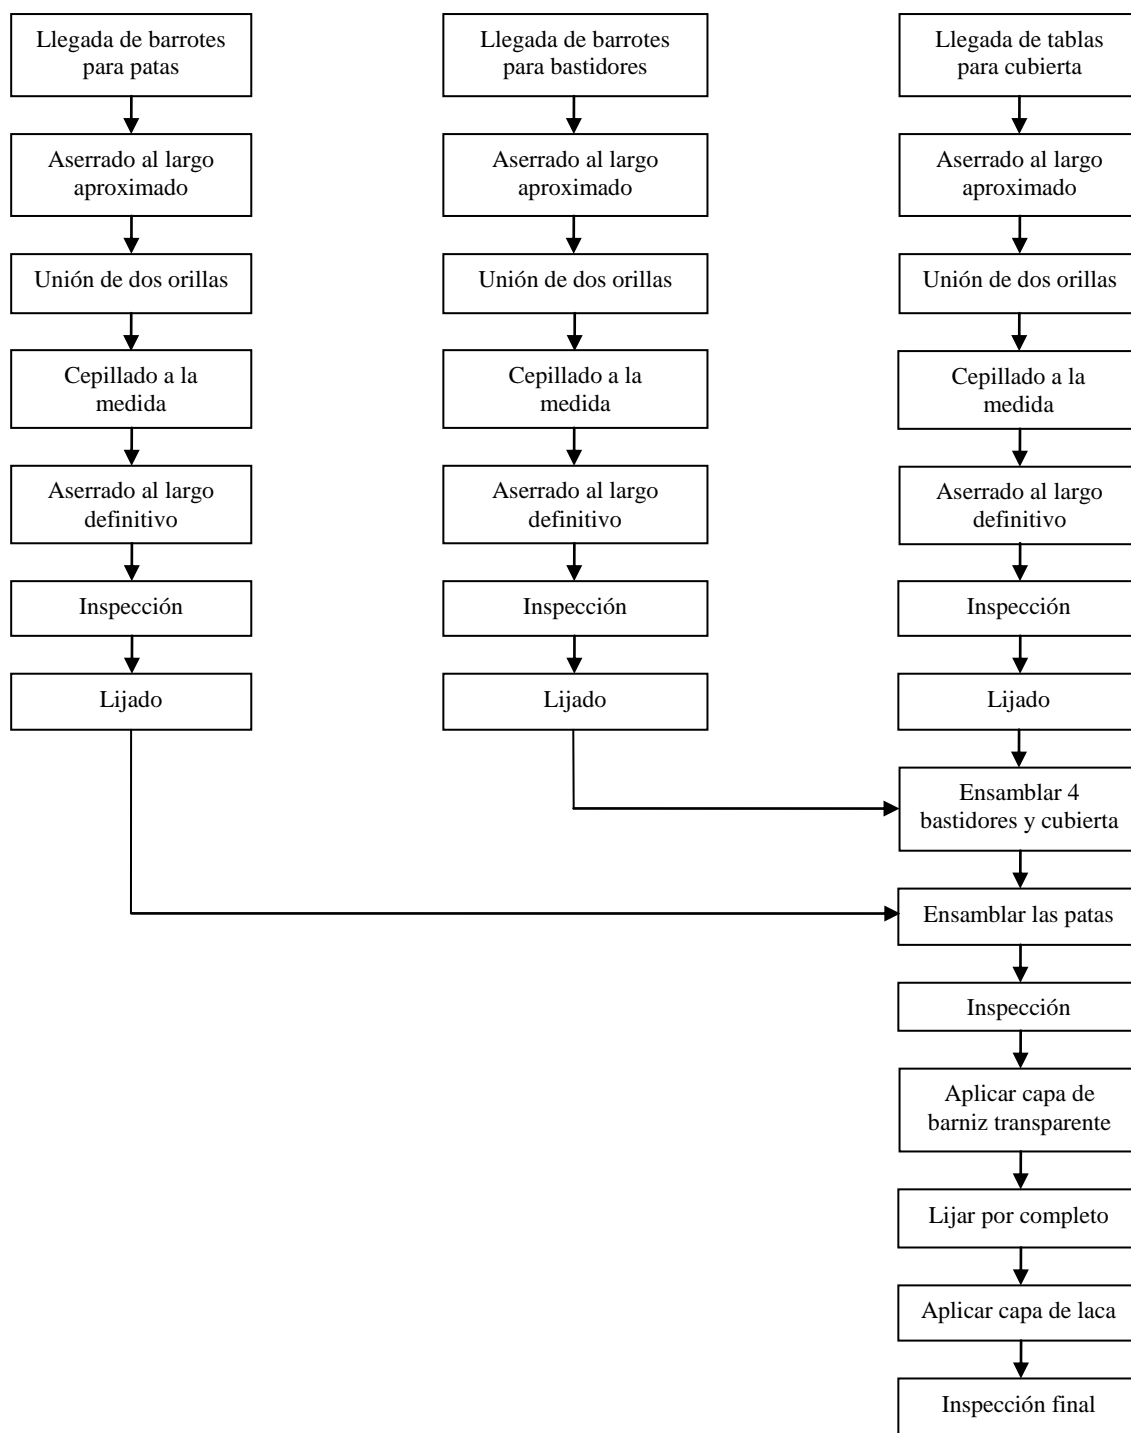 Llegada de barrotes
para patas
Llegada de barrotes
para bastidores
Llegada de tablas
para cubierta
Aserrado al largo
aproximado
Aserrado al largo
aproximado
Aserrado al largo
aproximado
Unión de dos orillas
Unión de dos orillas
Unión de dos orillas
Cepillado a la
medida
Cepillado a la
medida
Cepillado a la
medida
Aserrado al largo
definitivo
Aserrado al largo
definitivo
Aserrado al largo
definitivo
Inspección
Inspección
Inspección
Lijado
Lijado
Lijado
Ensamblar 4
bastidores y cubierta
Ensamblar las patas
Inspección
Aplicar capa de
barniz transparente
Lijar por completo
Aplicar capa de laca
Inspección final